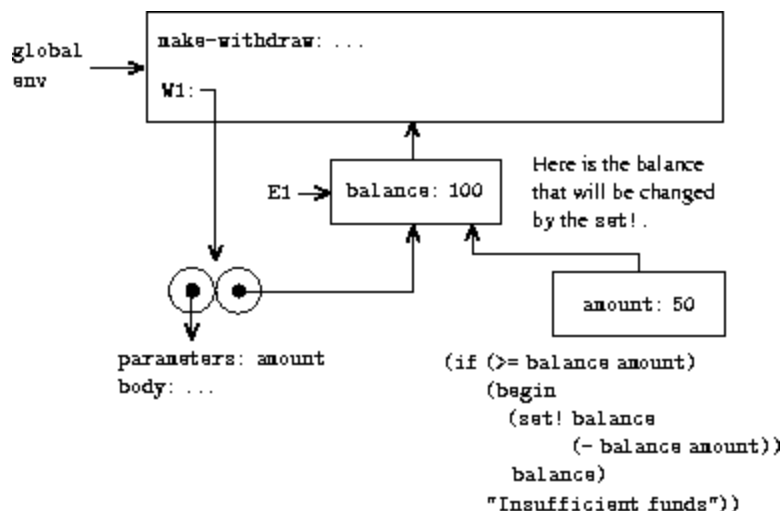 make-withdraw: ...
global
env
W1:
Here is the balance
that will be changed
by the set!.
E1
balance: 100
amount: 50
parameters: amount
body: ...
(if (>= balance amount)
(begin
(set! balance
(- balance amount))
balance)
"Insufficient funds"))